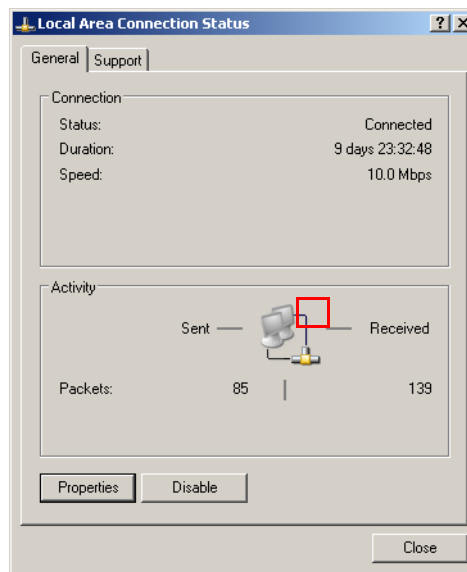 Local Area Connection Status
General Support
Connection
Status: Connected
Duration: 9 days 23:32:48
Speed: 10.0 Mbps
Activity
Sent Received
Packets: 85 139
Properties Disable
Close